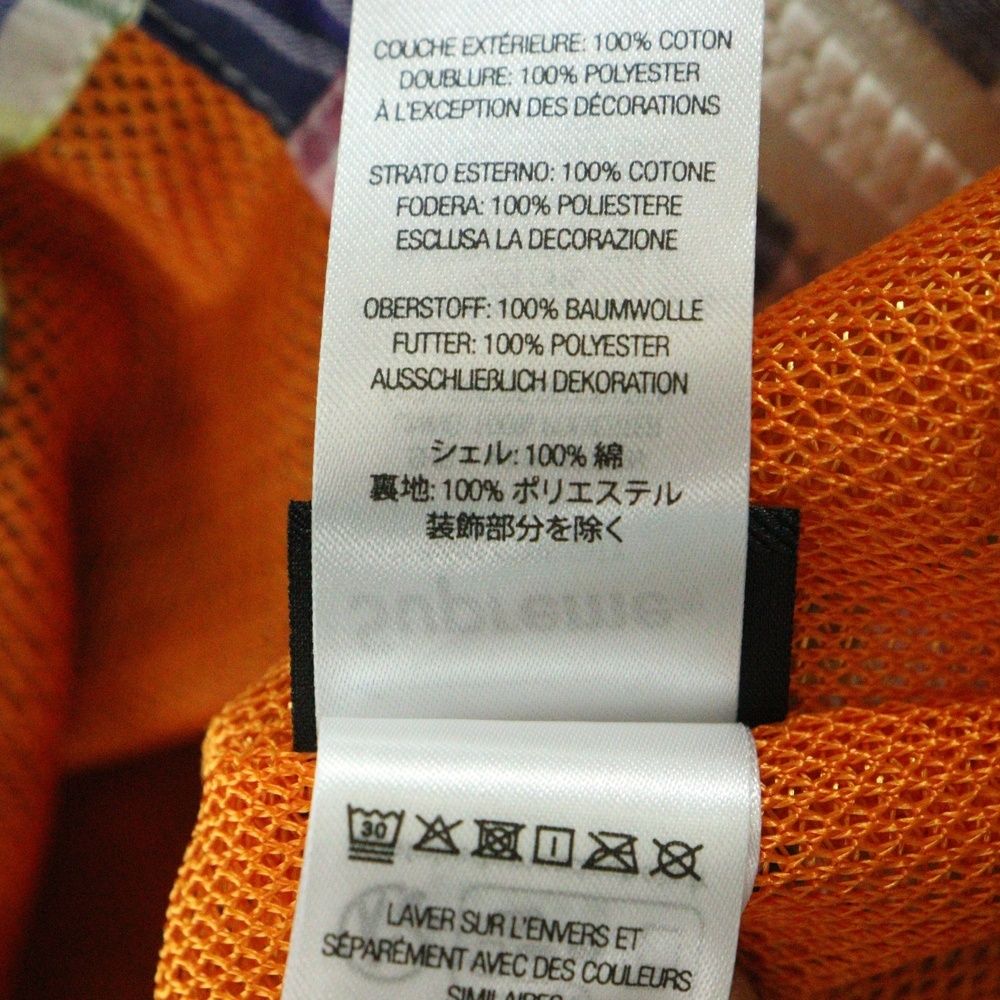 COUCHE EXTÉRIEURE: 100% COTON
DOUBLURE: 100% POLYESTER
À L'EXCEPTION DES DÉCORATIONS
STRATO ESTERNO: 100% COTONE
FODERA: 100% POLIESTERE
ESCLUSA LA DECORAZIONE
OBERSTOFF: 100% BAUMWOLLE
FUTTER: 100% POLYESTER
AUSSCHLIEßLICH DEKORATION
シェル: 100% 綿
裏地: 100% ポリエステル
装飾部分を除く
30
LAVER SUR L'ENVERS ET
SÉPARÉMENT AVEC DES COULEURS
SIMILAIRES